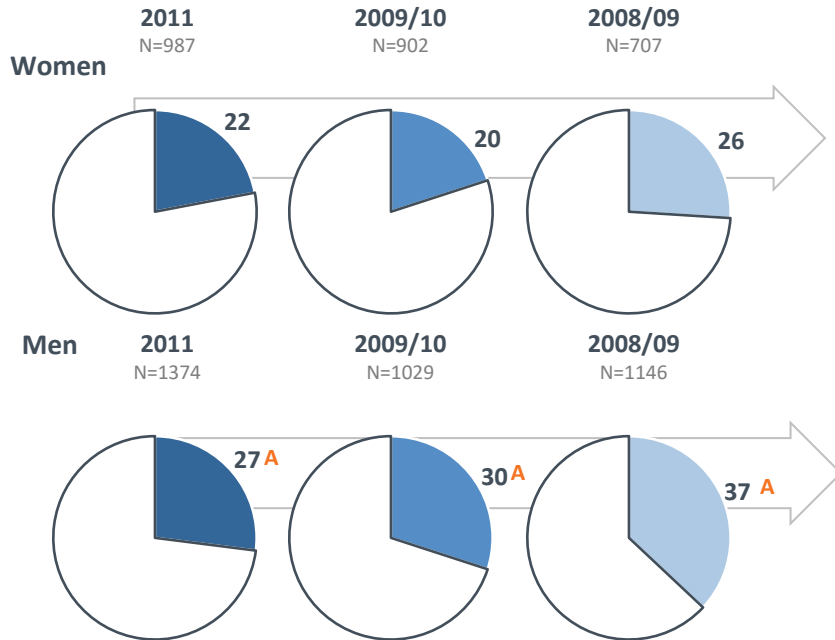 2011 2009/10 2008/09
N=987 N=902 N=707
Women
22 20 26
Men 2011 2009/10 2008/09
N=1374 N=1029 N=1146
27 A 30 A 37 A